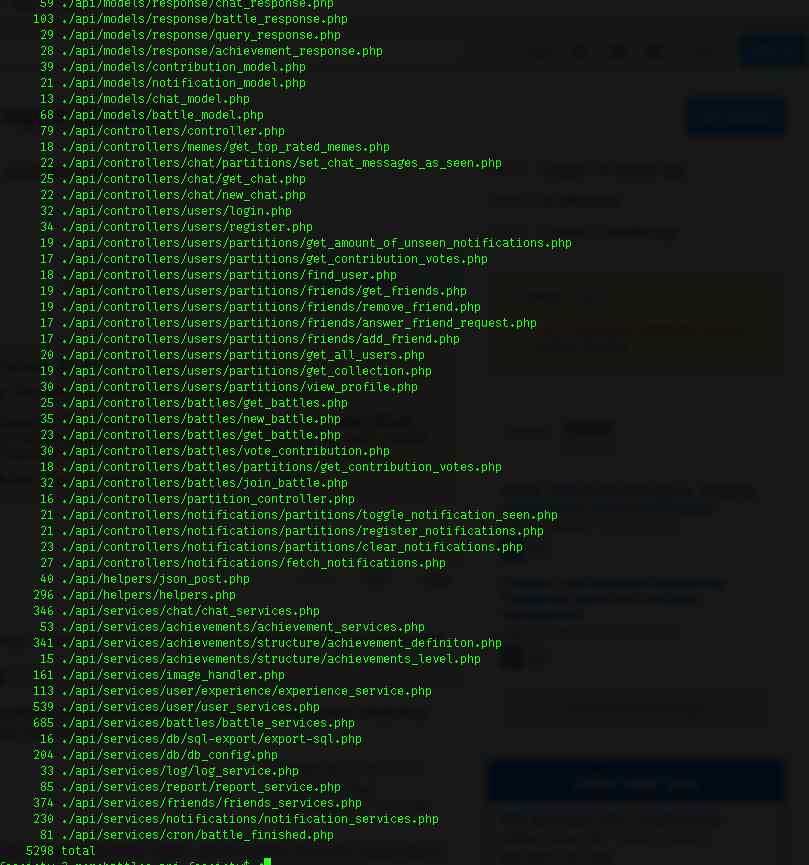 59 ./api/models/response/chat_response.php
103 ./api/models/response/battle_response.php
29 ./api/models/response/query_response.php
28 ./api/models/response/achievement_response.php
39 ./api/models/contribution_model.php
21 ./api/models/notification_model.php
13 ./api/models/chat_model.php
68 ./api/models/battle_model.php
79 ./api/controllers/controller.php
18 ./api/controllers/memes/get_top_rated_memes.php
22 ./api/controllers/chat/partitions/set_chat_messages_as_seen.php
25 ./api/controllers/chat/get_chat.php
22 ./api/controllers/chat/new_chat.php
32 ./api/controllers/users/login.php
34 ./api/controllers/users/register.php
19 ./api/controllers/users/partitions/get_amount_of_unseen_notifications.php
17 ./api/controllers/users/partitions/get_contribution_votes.php
18 ./api/controllers/users/partitions/find_user.php
19 ./api/controllers/users/partitions/friends/get_friends.php
19 ./api/controllers/users/partitions/friends/remove_friend.php
17 ./api/controllers/users/partitions/friends/answer_friend_request.php
17 ./api/controllers/users/partitions/friends/add_friend.php
20 ./api/controllers/users/partitions/get_all_users.php
19 ./api/controllers/users/partitions/get_collection.php
30 ./api/controllers/users/partitions/view_profile.php
25 ./api/controllers/battles/get_battles.php
35 ./api/controllers/battles/new_battle.php
23 ./api/controllers/battles/get_battle.php
30 ./api/controllers/battles/vote_contribution.php
18 ./api/controllers/battles/partitions/get_contribution_votes.php
32 ./api/controllers/battles/join_battle.php
16 ./api/controllers/partition_controller.php
21 ./api/controllers/notifications/partitions/toggle_notification_seen.php
21 ./api/controllers/notifications/partitions/register_notifications.php
23 ./api/controllers/notifications/partitions/clear_notifications.php
27 ./api/controllers/notifications/fetch_notifications.php
40 ./api/helpers/json_post.php
296 ./api/helpers/helpers.php
346 ./api/services/chat/chat_services.php
53 ./api/services/achievements/achievement_services.php
341 ./api/services/achievements/structure/achievement_definiton.php
15 ./api/services/achievements/structure/achievements_level.php
161 ./api/services/image_handler.php
113 ./api/services/user/experience/experience_service.php
539 ./api/services/user/user_services.php
685 ./api/services/battles/battle_services.php
16 ./api/services/db/sql-export/export-sql.php
204 ./api/services/db/db_config.php
33 ./api/services/log/log_service.php
85 ./api/services/report/report_service.php
374 ./api/services/friends/friends_services.php
230 ./api/services/notifications/notification_services.php
81 ./api/services/cron/battle_finished.php
5298 total